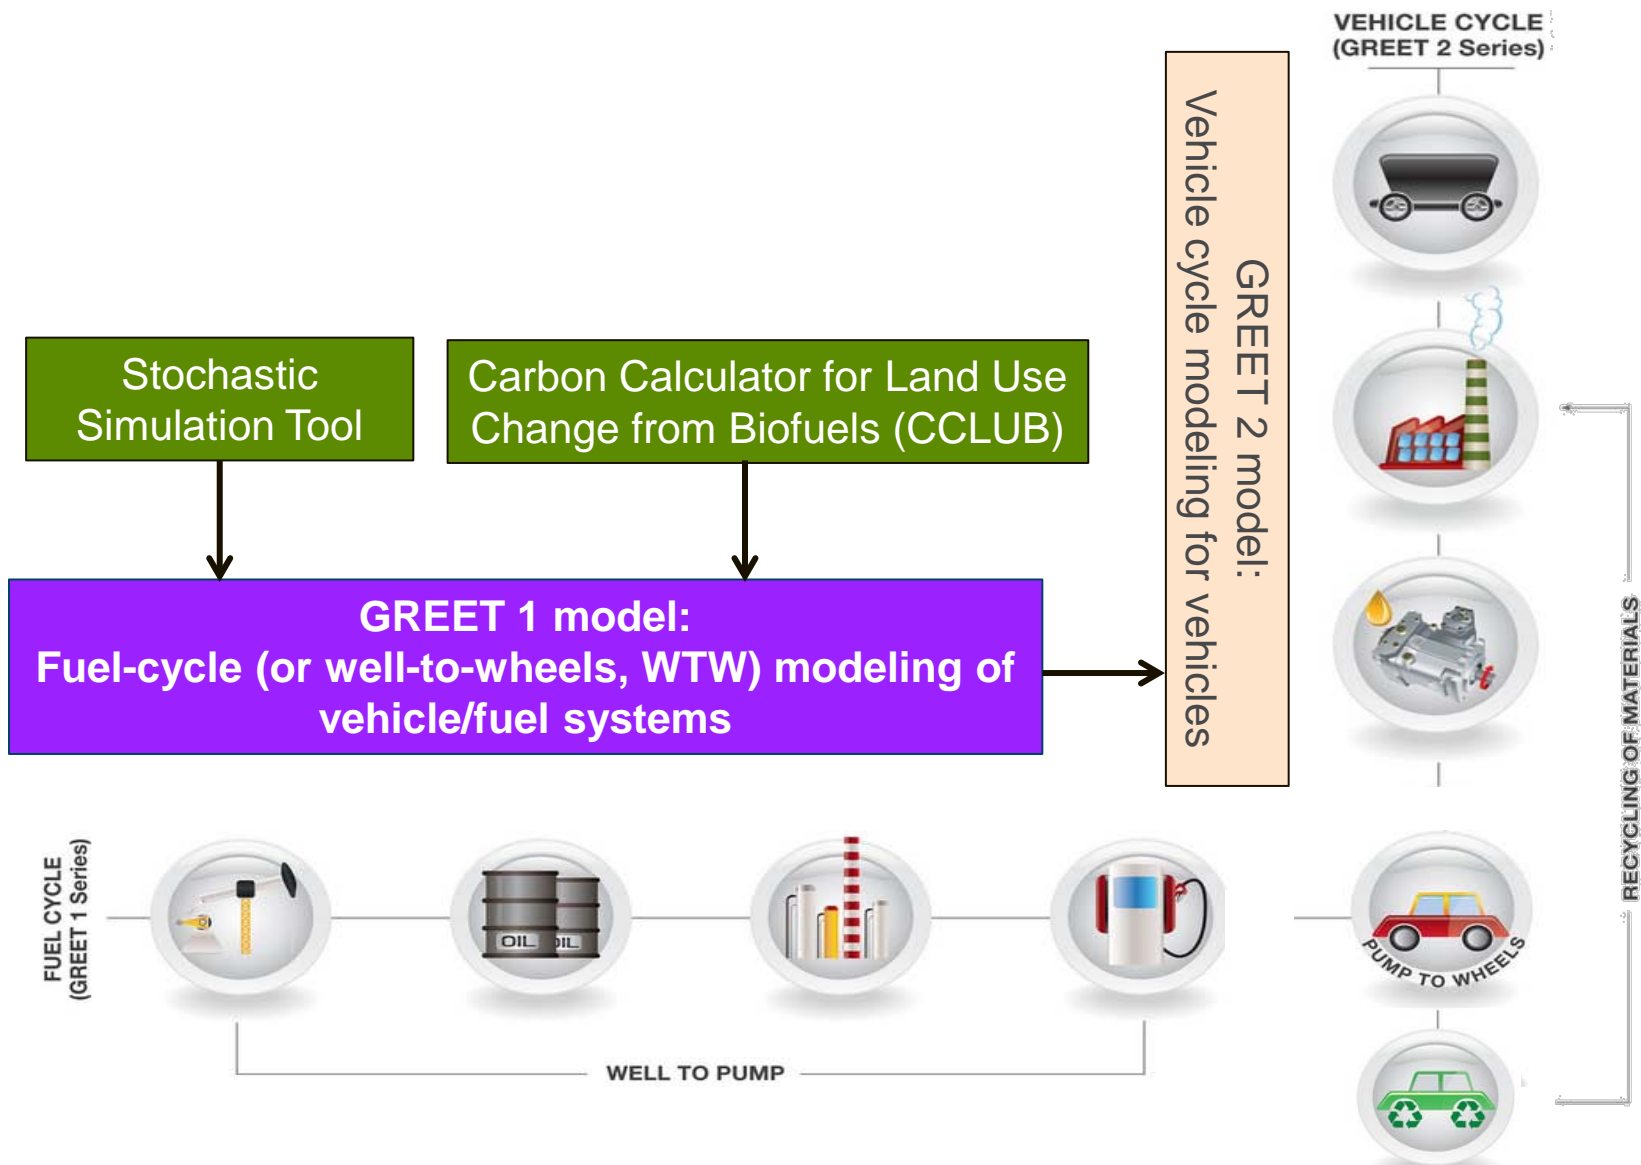 VEHICLE CYCLE
(GREET 2 Series)
GREET 2 model:
Vehicle cycle modeling for vehicles
Stochastic
Simulation Tool
Carbon Calculator for Land Use
Change from Biofuels (CCLUB)
GREET 1 model:
Fuel-cycle (or well-to-wheels, WTW) modeling of
vehicle/fuel systems
RECYCLING OF MATERIALS
FUEL CYCLE
(GREET 1 Series)
OIL
OIL
PUMP TO WHEELS
WELL TO PUMP